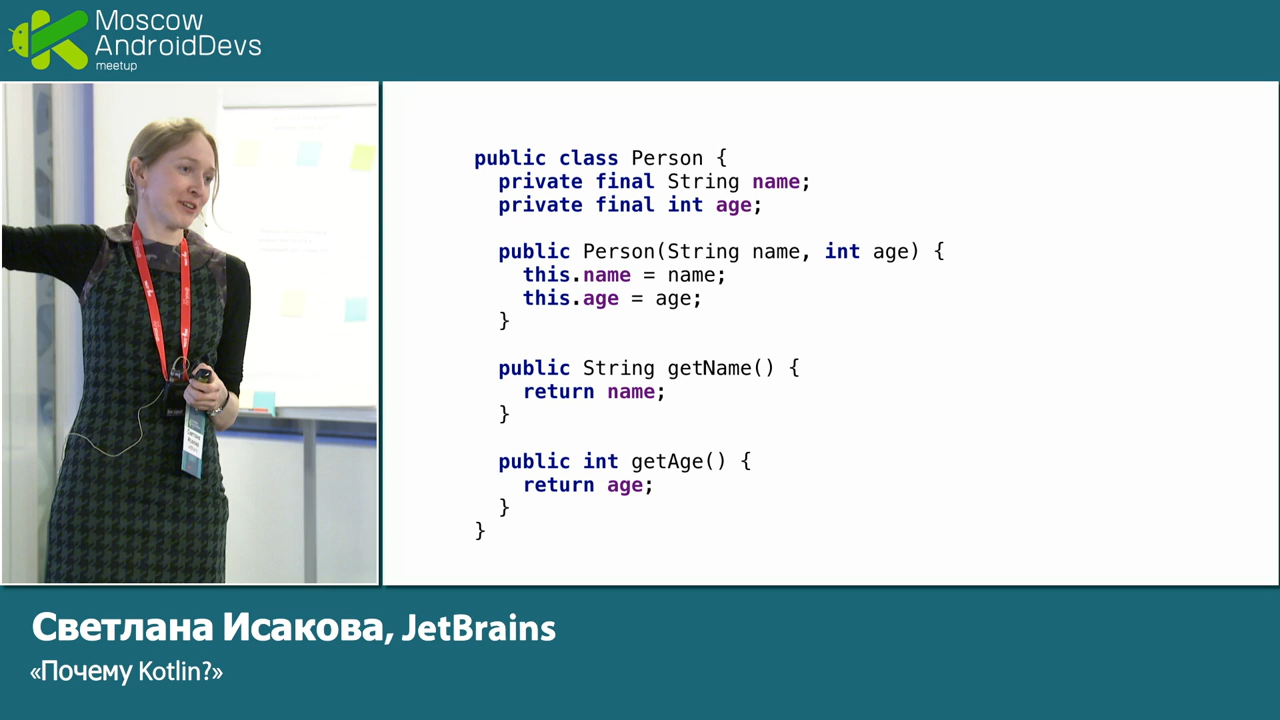 Moscow
AndroidDevs
meetup
public class Person {
  private final String name;
  private final int age;
  public Person(String name, int age) {
    this.name = name;
    this.age = age;
  }
  public String getName() {
    return name;
  }
  public int getAge() {
    return age;
  }
}
Светлана Исакова, JetBrains
«Почему Kotlin?»